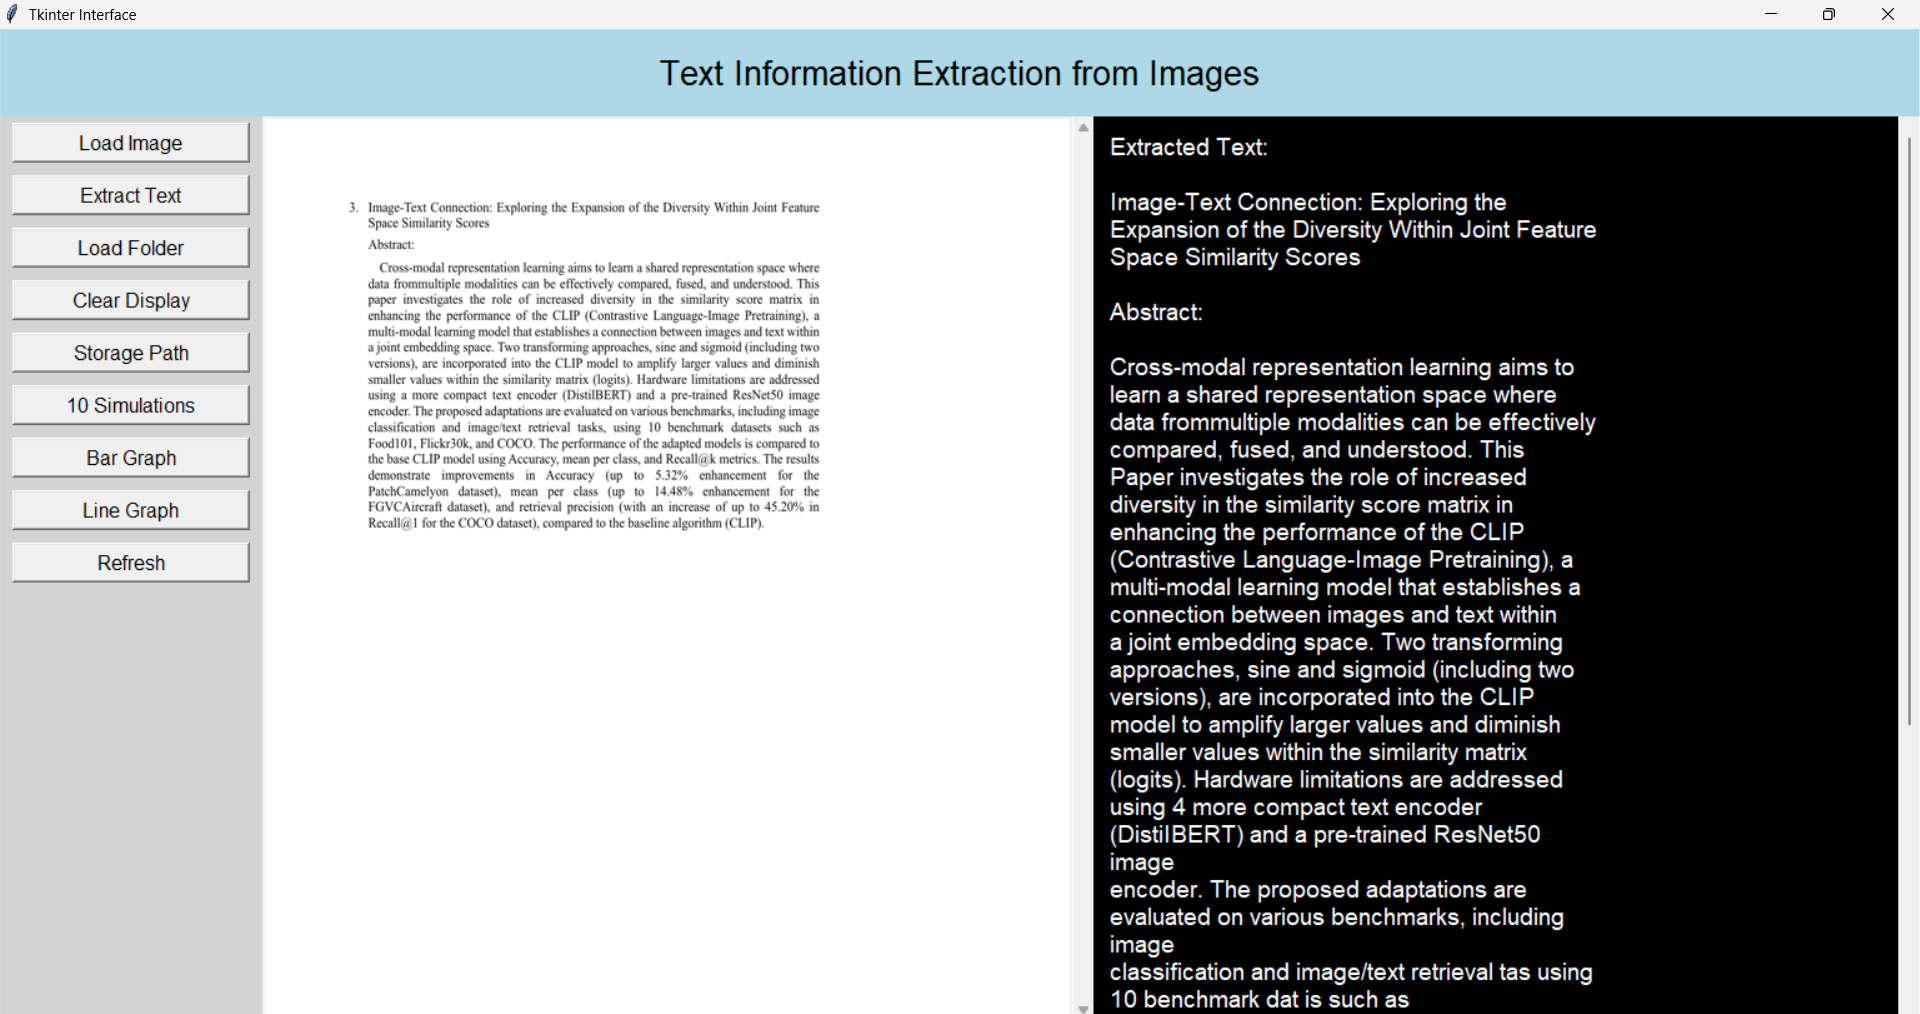 Tkinter Interface
Text Information Extraction from Images
Load Image
Extract Text
Load Folder
Clear Display
Storage Path
10 Simulations
Bar Graph
Line Graph
Refresh
3. Image-Text Connection: Exploring the Expansion of the Diversity Within Joint Feature
Space Similarity Scores
Abstract:
Cross-modal representation learning aims to learn a shared representation space where
data frommultiple modalities can be effectively compared, fused, and understood. This
paper investigates the role of increased diversity in the similarity score matrix in
enhancing the performance of the CLIP (Contrastive Language-Image Pretraining), a
multi-modal learning model that establishes a connection between images and text within
a joint embedding space. Two transforming approaches, sine and sigmoid (including two
versions), are incorporated into the CLIP model to amplify larger values and diminish
smaller values within the similarity matrix (logits). Hardware limitations are addressed
using a more compact text encoder (DistilBERT) and a pre-trained ResNet50 image
encoder. The proposed adaptations are evaluated on various benchmarks, including image
classification and image/text retrieval tasks, using 10 benchmark datasets such as
Food101, Flickr30k, and COCO. The performance of the adapted models is compared to
the base CLIP model using Accuracy, mean per class, and Recall@k metrics. The results
demonstrate improvements in Accuracy (up to 5.32% enhancement for the
PatchCamelyon dataset), mean per class (up to 14.48% enhancement for the
FGVCAircraft dataset), and retrieval precision (with an increase of up to 45.20% in
Recall@1 for the COCO dataset), compared to the baseline algorithm (CLIP).
Extracted Text:
Image-Text Connection: Exploring the
Expansion of the Diversity Within Joint Feature
Space Similarity Scores
Abstract:
Cross-modal representation learning aims to
learn a shared representation space where
data frommultiple modalities can be effectively
compared, fused, and understood. This
Paper investigates the role of increased
diversity in the similarity score matrix in
enhancing the performance of the CLIP
(Contrastive Language-Image Pretraining), a
multi-modal learning model that establishes a
connection between images and text within
a joint embedding space. Two transforming
approaches, sine and sigmoid (including two
versions), are incorporated into the CLIP
model to amplify larger values and diminish
smaller values within the similarity matrix
(logits). Hardware limitations are addressed
using 4 more compact text encoder
(DistilBERT) and a pre-trained ResNet50
image
encoder. The proposed adaptations are
evaluated on various benchmarks, including
image
classification and image/text retrieval tas using
10 benchmark dat is such as